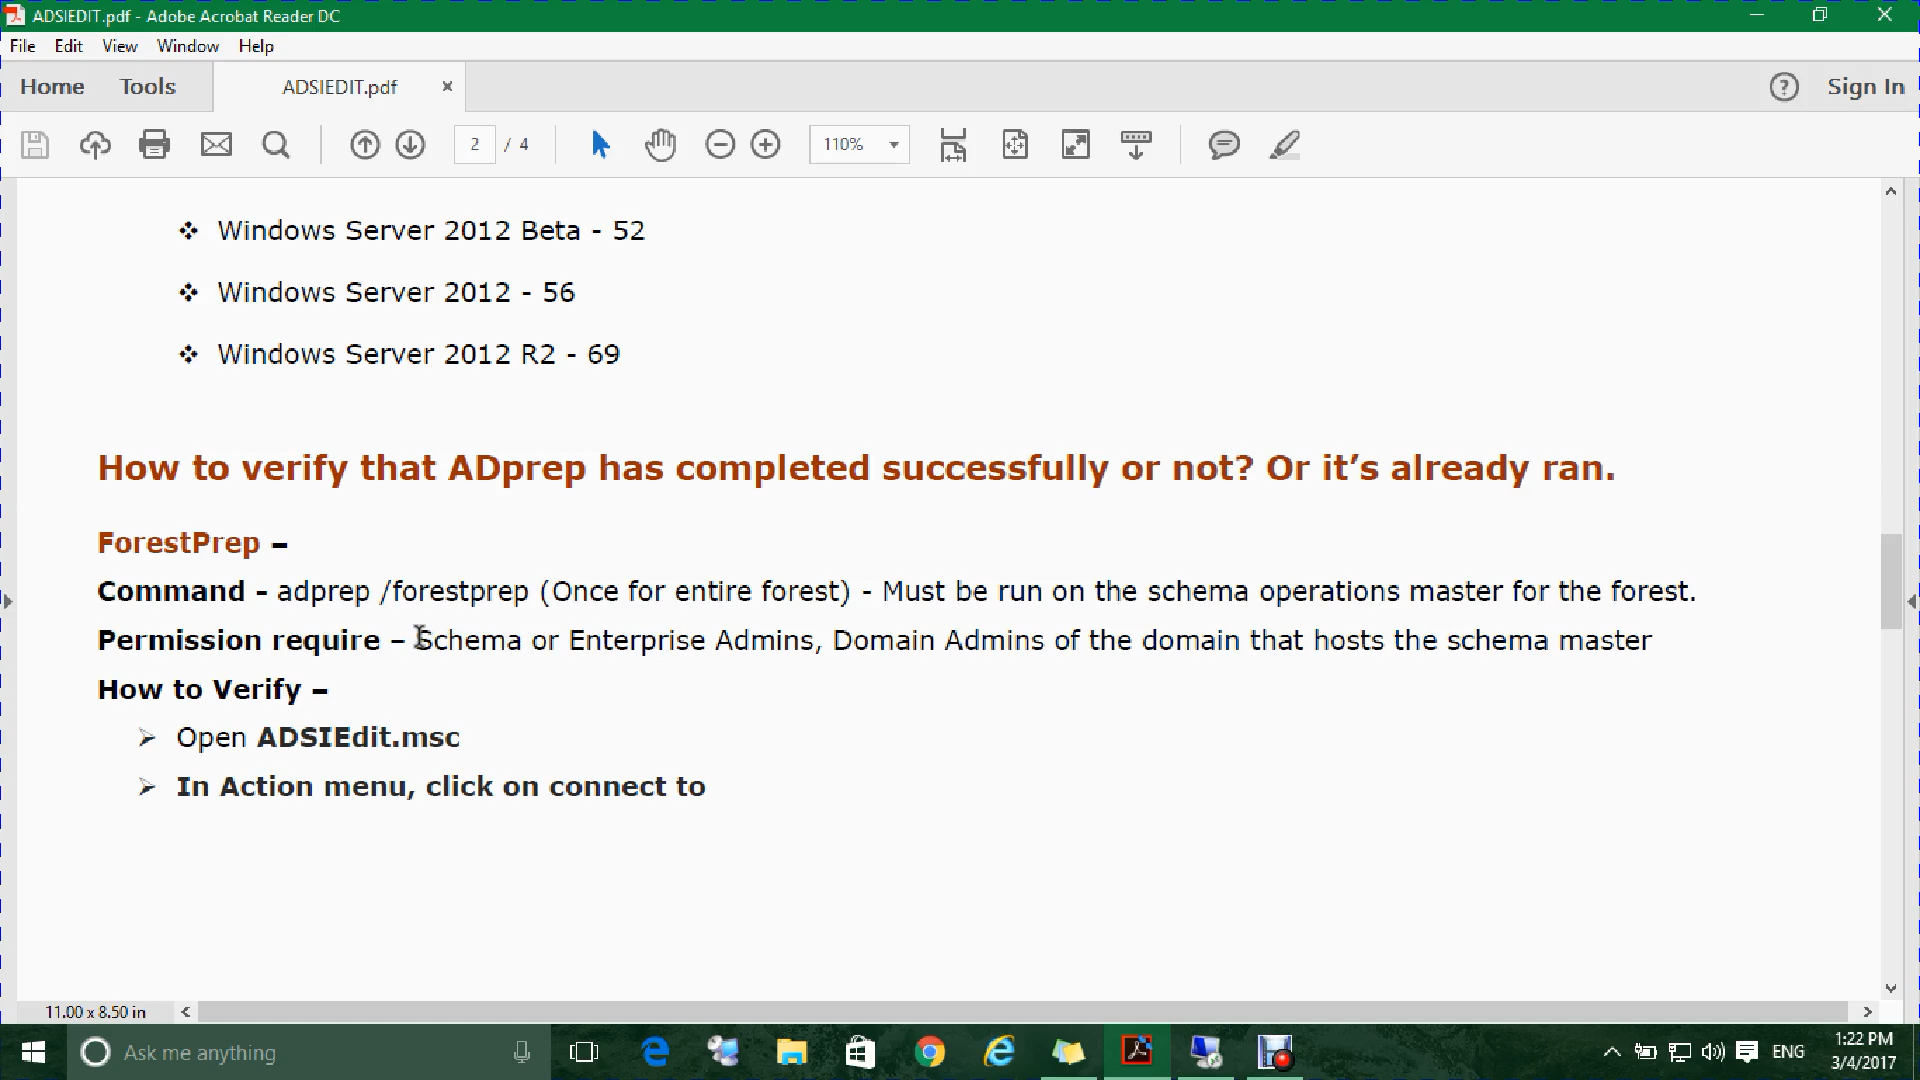 ADSIEDIT.pdf - Adobe Acrobat Reader DC
File Edit View Window Help
Home Tools ADSIEDIT.pdf × ? Sign In
2 / 4 110%
❖ Windows Server 2012 Beta - 52
❖ Windows Server 2012 - 56
❖ Windows Server 2012 R2 - 69
How to verify that ADprep has completed successfully or not? Or it’s already ran.
ForestPrep –
Command – adprep /forestprep (Once for entire forest) - Must be run on the schema operations master for the forest.
Permission require – Schema or Enterprise Admins, Domain Admins of the domain that hosts the schema master
How to Verify –
➢ Open ADSIEdit.msc
➢ In Action menu, click on connect to
11.00 x 8.50 in
Ask me anything
ENG
1:22 PM
3/4/2017